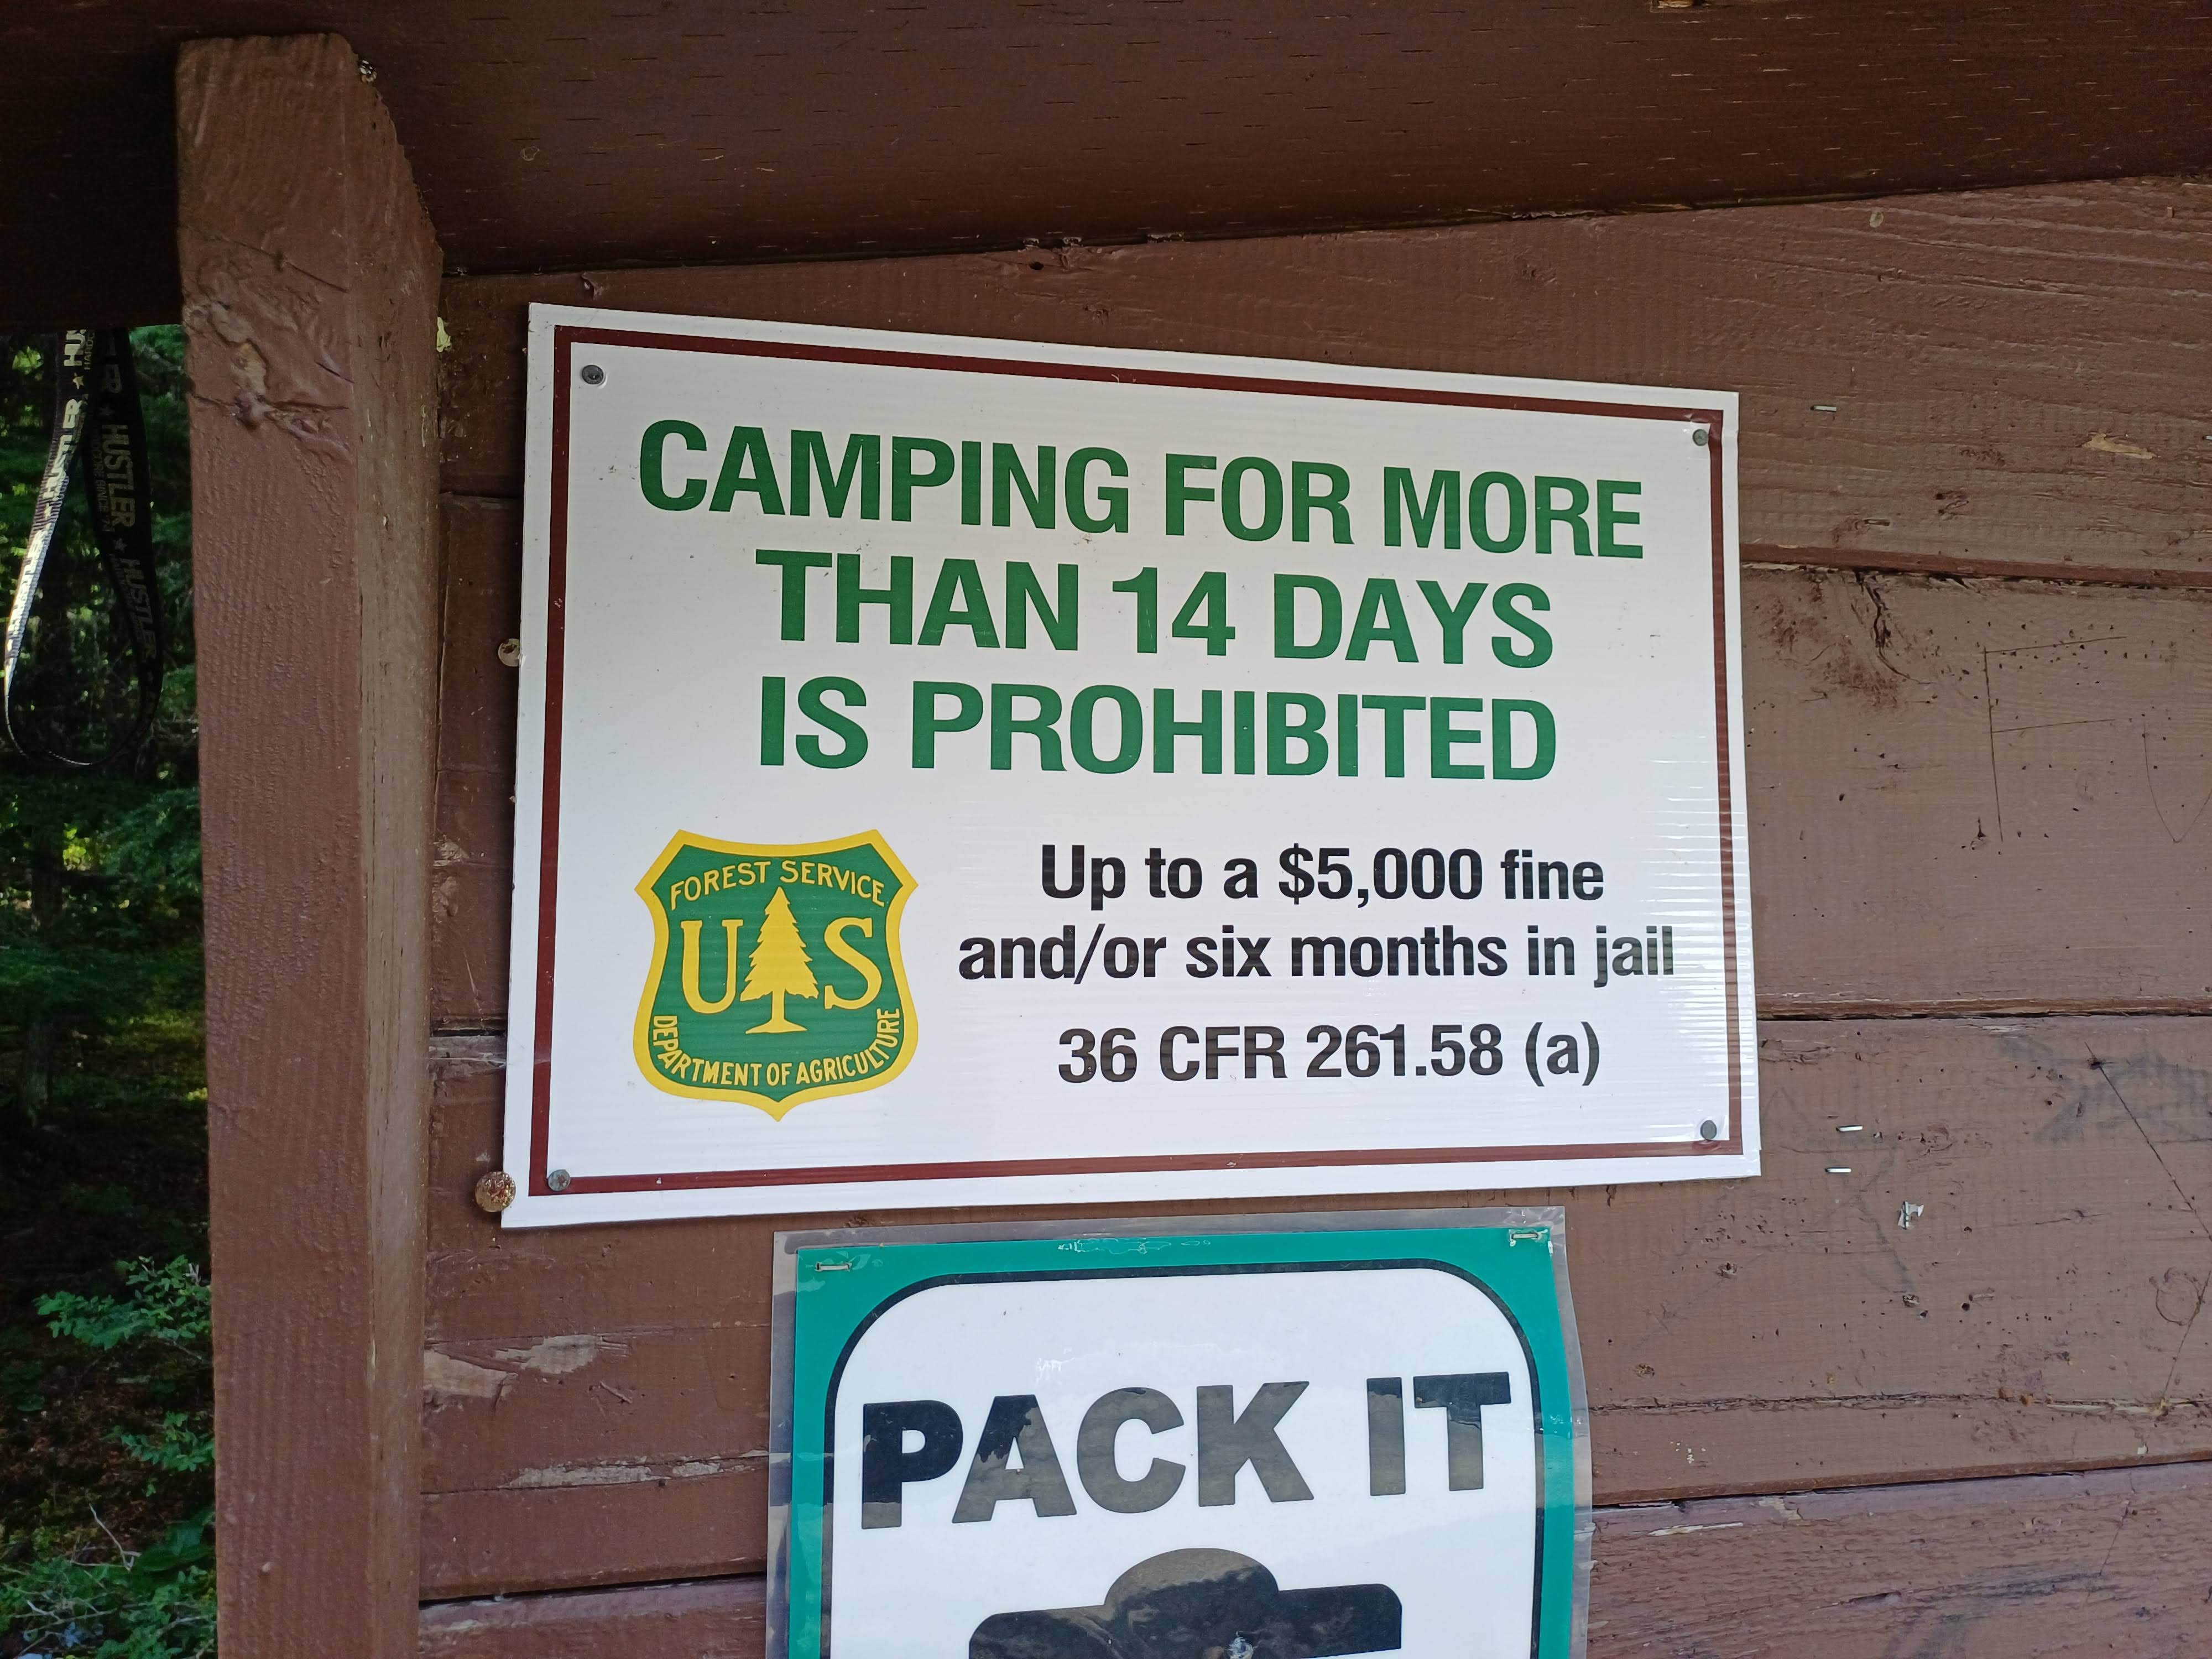 CAMPING FOR MORE
THAN 14 DAYS
IS PROHIBITED
FOREST SERVICE
U S
DEPARTMENT OF AGRICULTURE
Up to a $5,000 fine
and/or six months in jail
36 CFR 261.58 (a)
PACK IT
HUSTLER
HUSTLER
HUSTLER